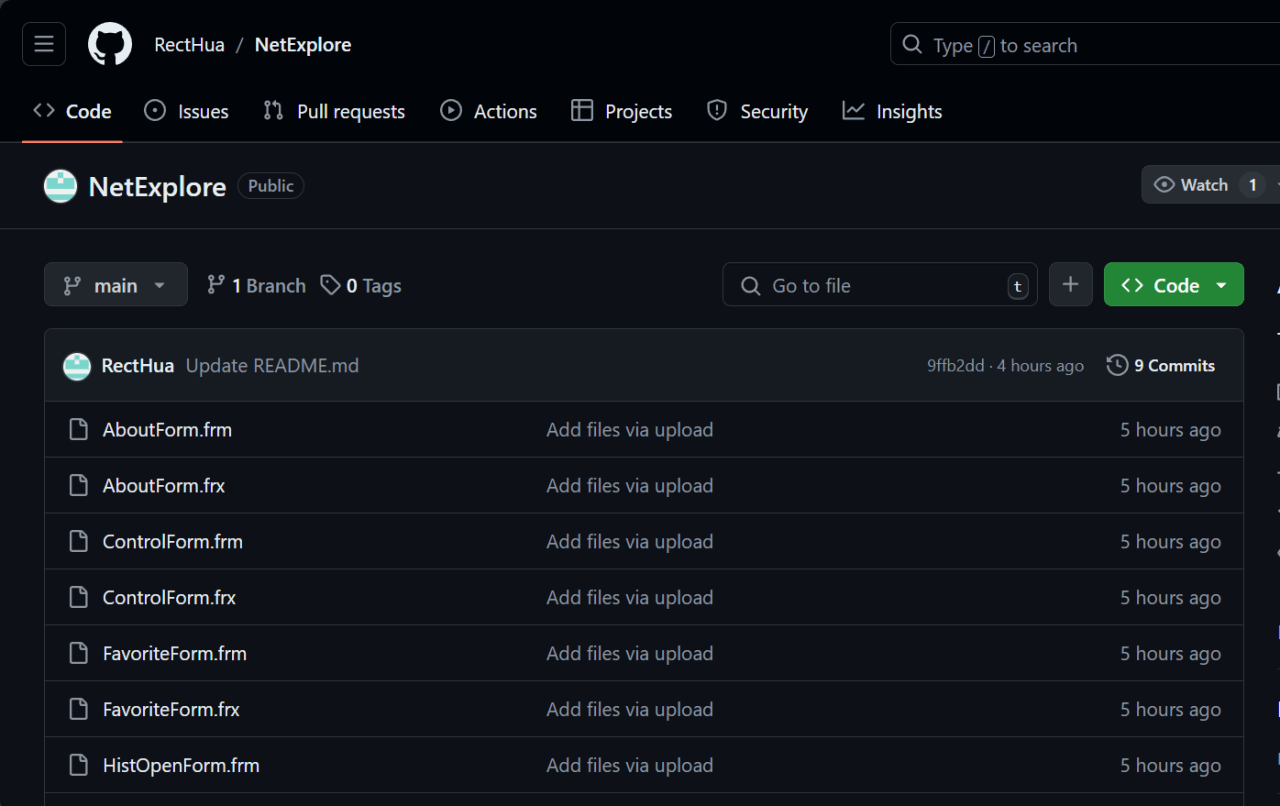 RectHua / NetExplore
Type / to search
Code Issues Pull requests Actions Projects Security Insights
NetExplore Public
Watch 1
main 1 Branch 0 Tags
Go to file t
Code
RectHua Update README.md 9ffb2dd · 4 hours ago 9 Commits
AboutForm.frm Add files via upload 5 hours ago
AboutForm.frx Add files via upload 5 hours ago
ControlForm.frm Add files via upload 5 hours ago
ControlForm.frx Add files via upload 5 hours ago
FavoriteForm.frm Add files via upload 5 hours ago
FavoriteForm.frx Add files via upload 5 hours ago
HistOpenForm.frm Add files via upload 5 hours ago